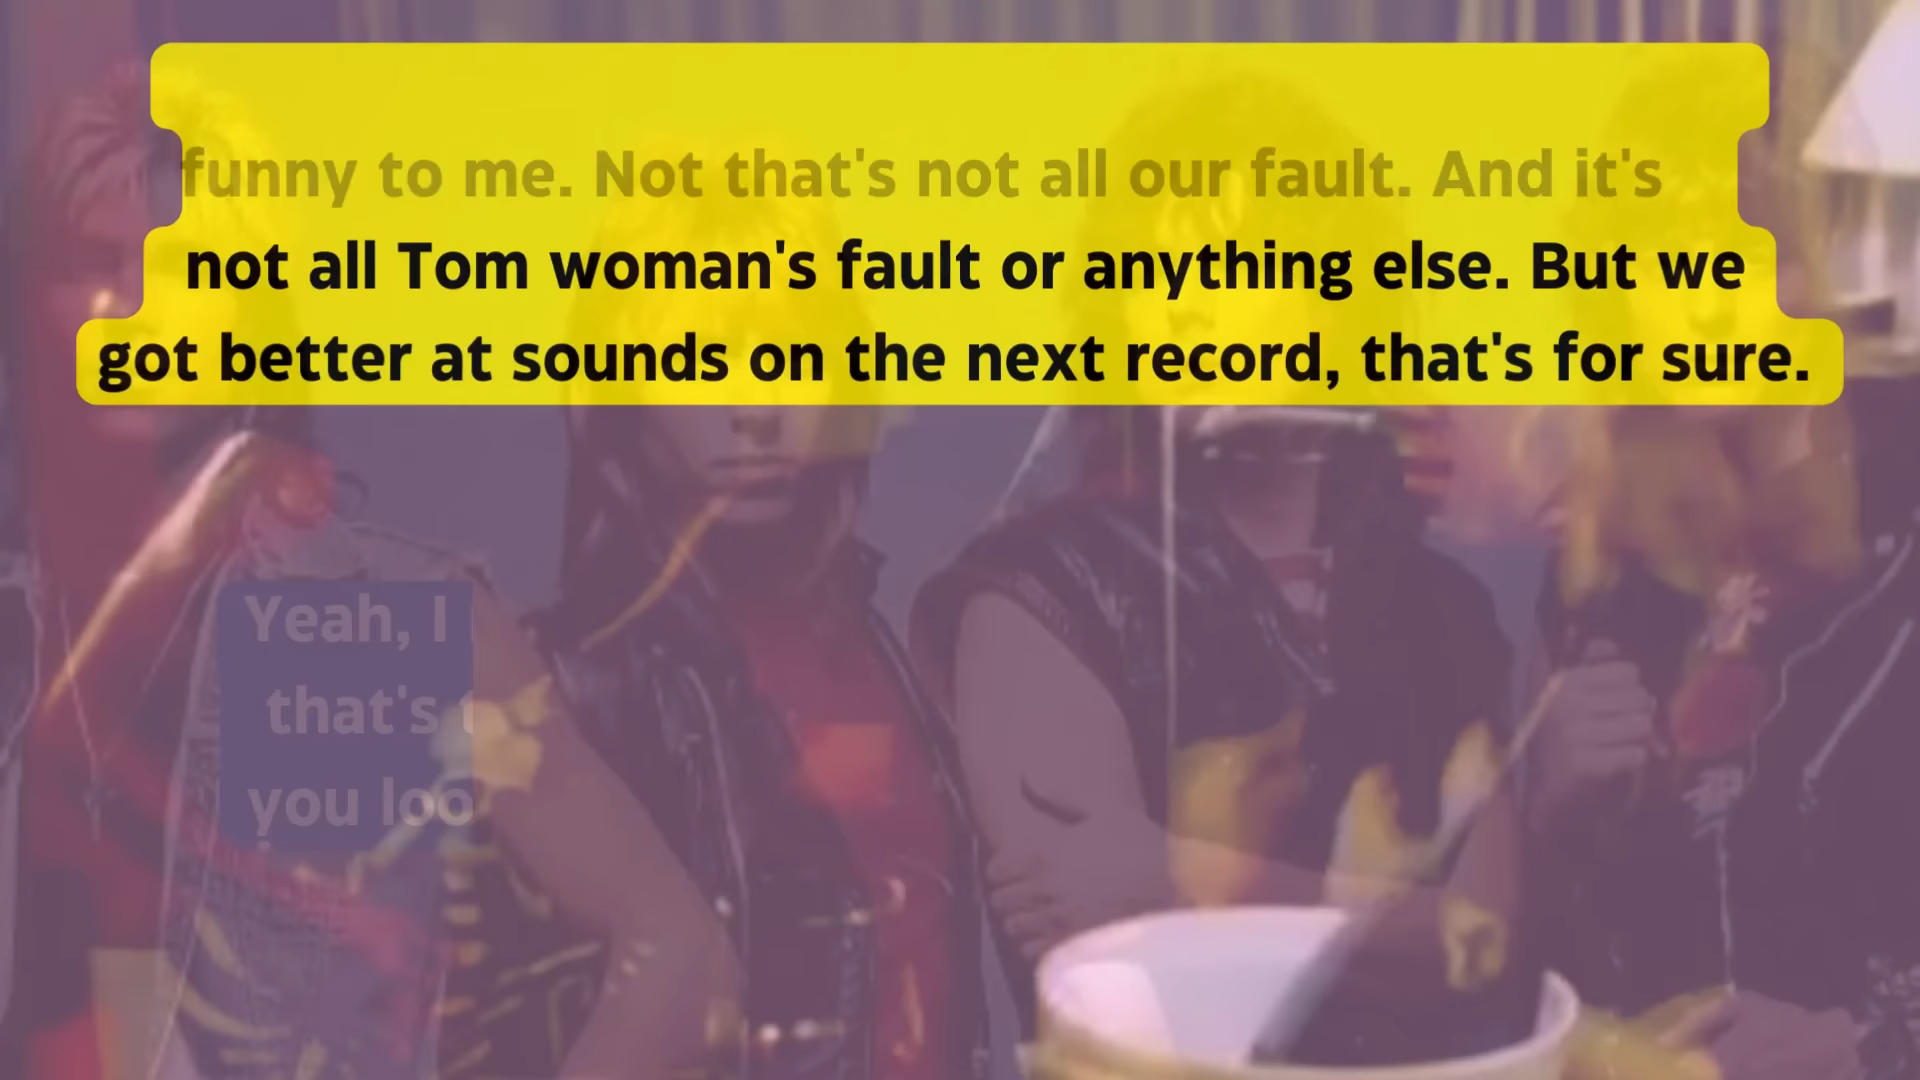 funny to me. Not that's not all our fault. And it's
not all Tom woman's fault or anything else. But we
got better at sounds on the next record, that's for sure.
Yeah, I
that's
you loo